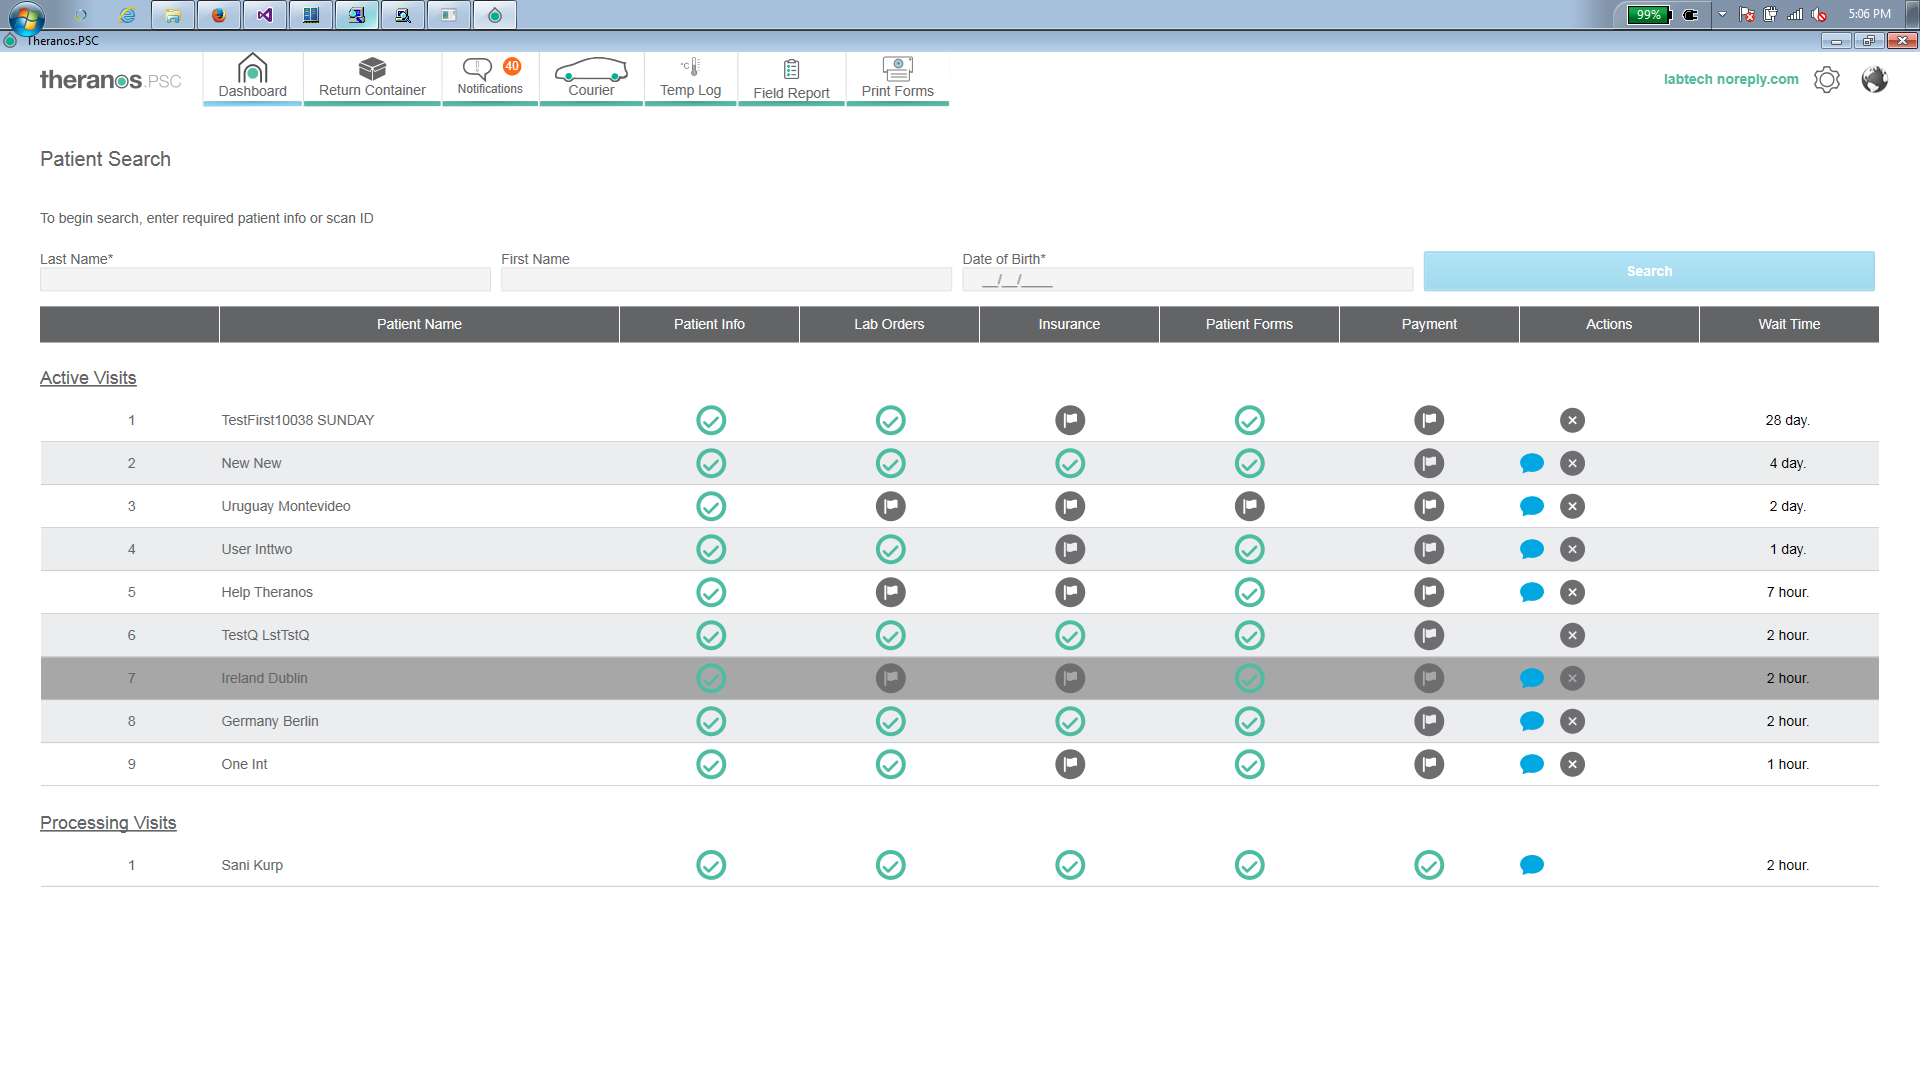 99%
5:06 PM
Theranos.PSC
theranos.PSC
Dashboard
Return Container
40
Notifications
Courier
°C
Temp Log
Field Report
Print Forms
labtech noreply.com
Patient Search
To begin search, enter required patient info or scan ID
Last Name*
First Name
Date of Birth*
__/__/____
Search
Patient Name Patient Info Lab Orders Insurance Patient Forms Payment Actions Wait Time
Active Visits
1 TestFirst10038 SUNDAY 28 day.
2 New New 4 day.
3 Uruguay Montevideo 2 day.
4 User Inttwo 1 day.
5 Help Theranos 7 hour.
6 TestQ LstTstQ 2 hour.
7 Ireland Dublin 2 hour.
8 Germany Berlin 2 hour.
9 One Int 1 hour.
Processing Visits
1 Sani Kurp 2 hour.